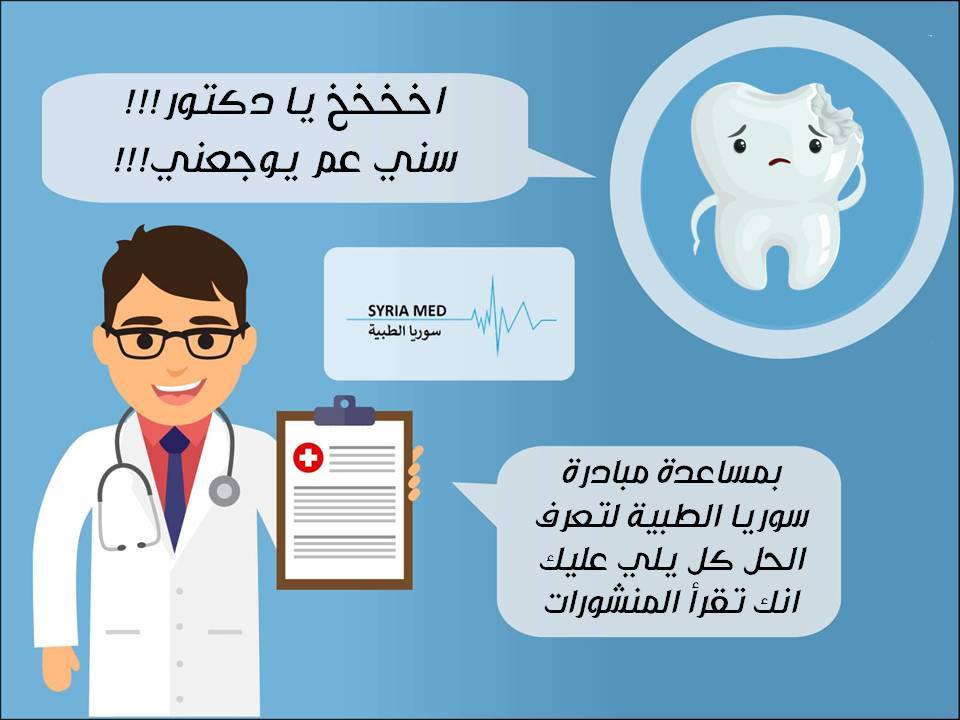 اخخخخ يا دكتور!!!
سني عم يوجعني!!!
SYRIA MED
سوريا الطبية
بمساعدة مبادرة
سوريا الطبية لتعرف
الحل كل يلي عليك
انك تقرأ المنشورات